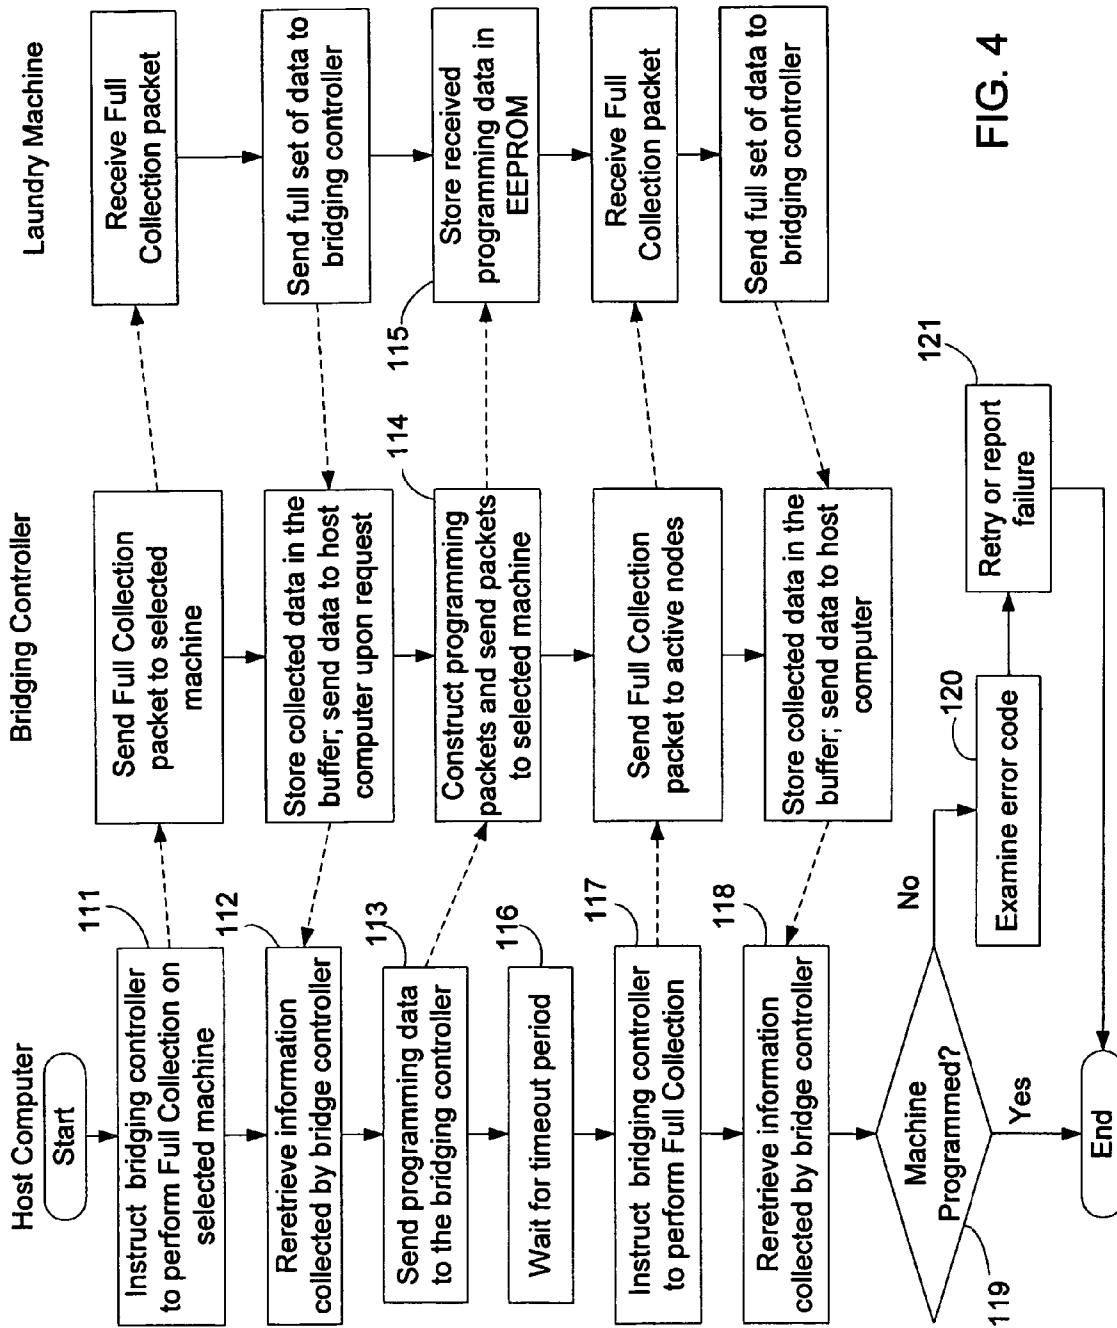 Host Computer
Start
111
Instruct bridging controller
to perform Full Collection on
selected machine
112
Reretrieve information
collected by bridge controller
113
Send programming data
to the bridging controller
116
Wait for timeout period
117
Instruct bridging controller
to perform Full Collection
118
Reretrieve information
collected by bridge controller
Machine
Programmed?
119
No
Yes
120
Examine error code
121
Retry or report
failure
End
Bridging Controller
Send Full Collection
packet to selected
machine
Store collected data in the
buffer; send data to host
computer upon request
114
Construct programming
packets and send packets
to selected machine
Send Full Collection
packet to active nodes
Store collected data in the
buffer; send data to host
computer
Laundry Machine
Receive Full
Collection packet
Send full set of data to
bridging controller
115
Store received
programming data in
EEPROM
Receive Full
Collection packet
Send full set of data to
bridging controller
FIG. 4